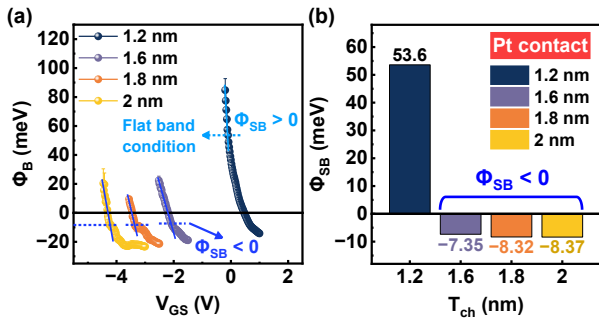 (a)
120
100
80
60
40
20
0
−20
−4
−2
0
2
Φ_B (meV)
V_GS (V)
1.2 nm
1.6 nm
1.8 nm
2 nm
Flat band
condition
Φ_SB > 0
Φ_SB < 0
(b)
60
50
40
30
20
10
0
−10
Φ_SB (meV)
53.6
Pt contact
1.2 nm
1.6 nm
1.8 nm
2 nm
Φ_SB < 0
−7.35
−8.32
−8.37
1.2
1.6
1.8
2
T_ch (nm)